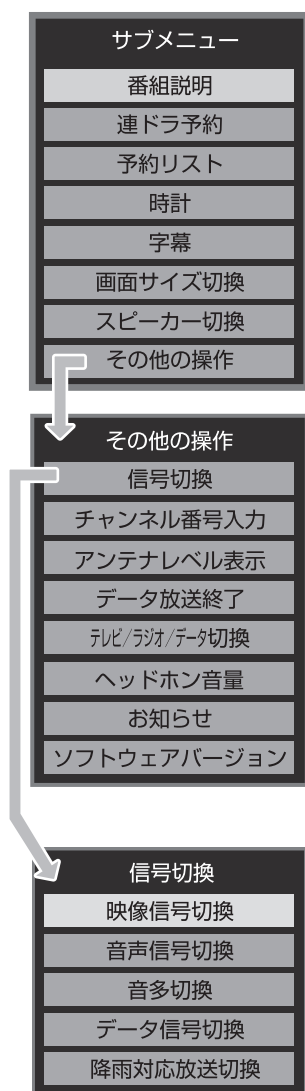 サブメニュー
番組説明
連ドラ予約
予約リスト
時計
字幕
画面サイズ切換
スピーカー切換
その他の操作
その他の操作
信号切換
チャンネル番号入力
アンテナレベル表示
データ放送終了
テレビ/ラジオ/データ切換
ヘッドホン音量
お知らせ
ソフトウェアバージョン
信号切換
映像信号切換
音声信号切換
音多切換
データ信号切換
降雨対応放送切換